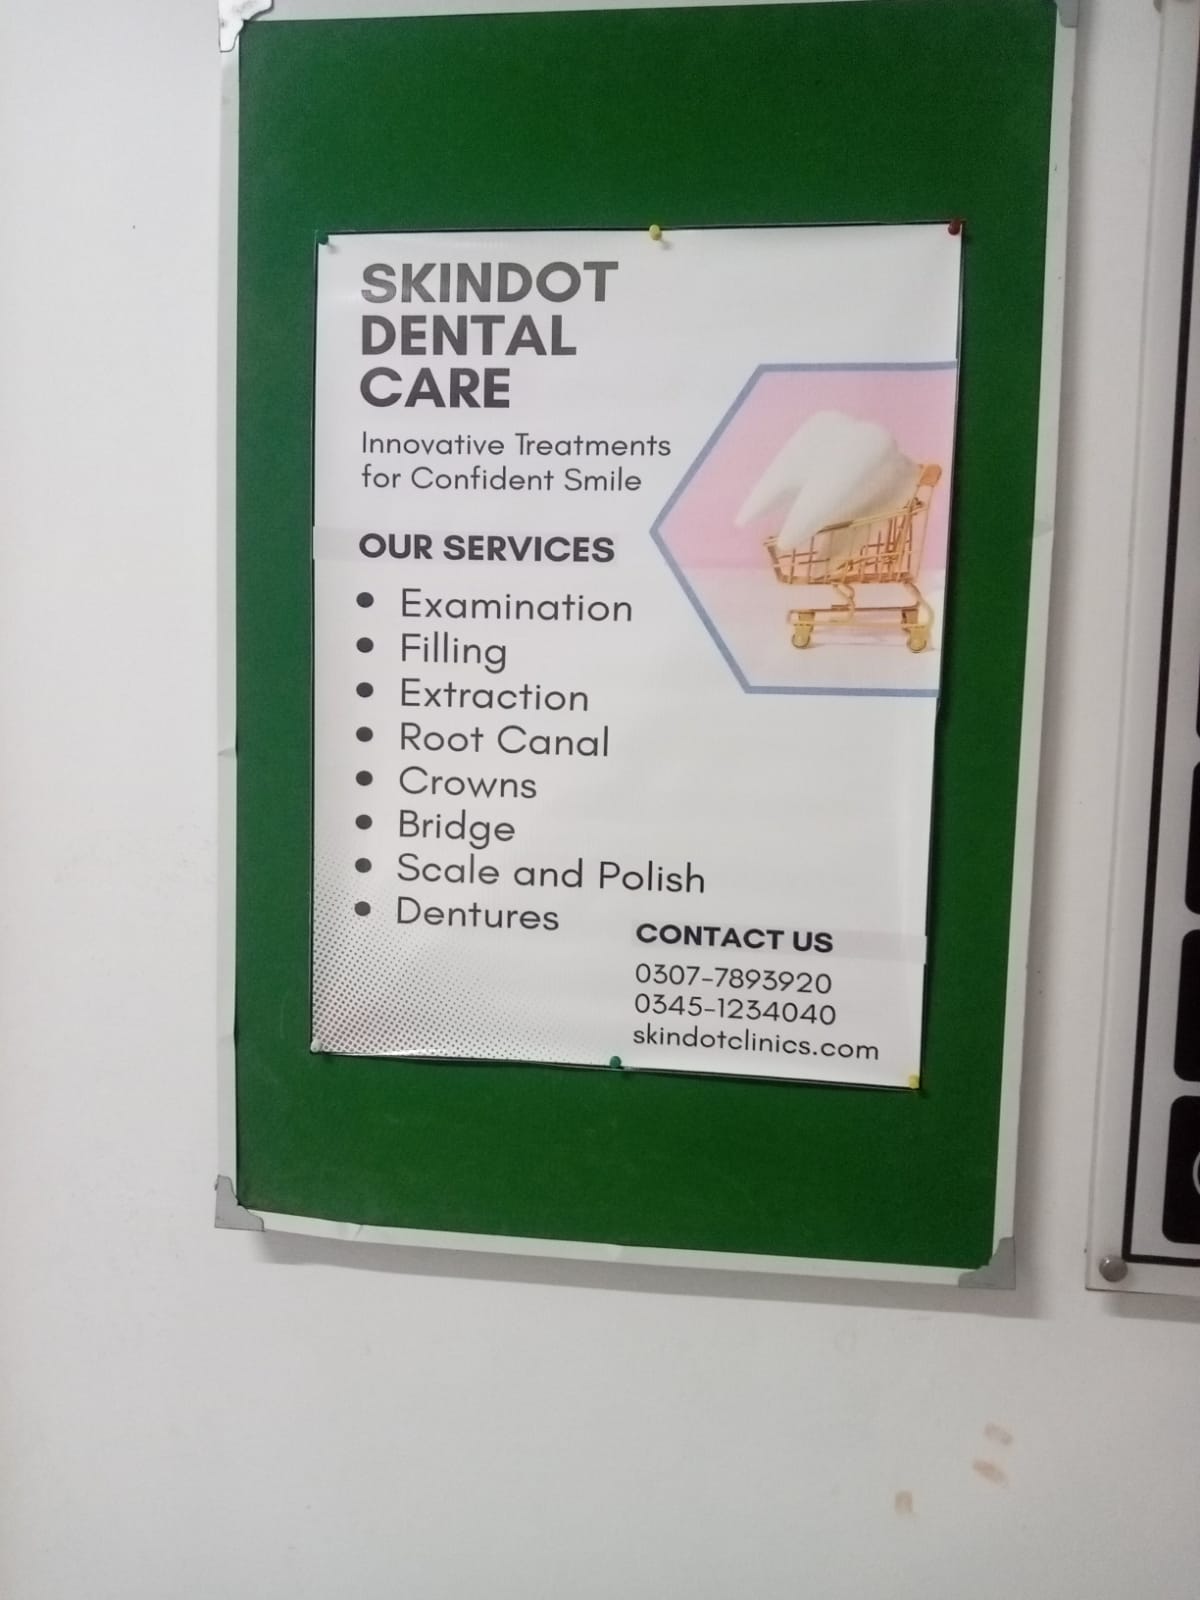 SKINDOT
DENTAL
CARE
Innovative Treatments
for Confident Smile
OUR SERVICES
• Examination
• Filling
• Extraction
• Root Canal
• Crowns
• Bridge
• Scale and Polish
• Dentures
CONTACT US
0307-7893920
0345-1234040
skindotclinics.com